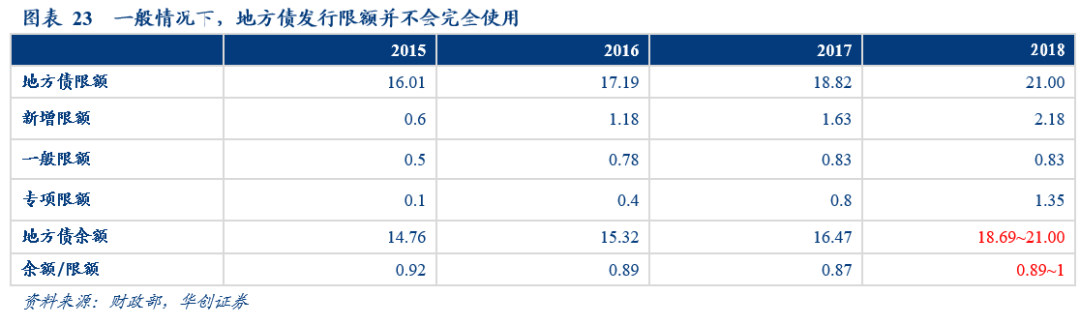 图表 23 一般情况下，地方债发行限额并不会完全使用
2015 2016 2017 2018
地方债限额 16.01 17.19 18.82 21.00
新增限额 0.6 1.18 1.63 2.18
一般限额 0.5 0.78 0.83 0.83
专项限额 0.1 0.4 0.8 1.35
地方债余额 14.76 15.32 16.47 18.69~21.00
余额/限额 0.92 0.89 0.87 0.89~1
资料来源：财政部，华创证券